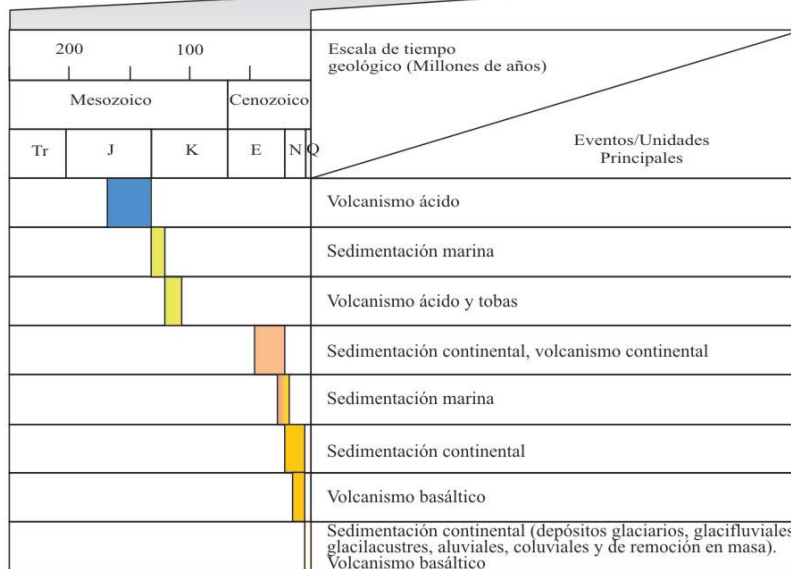 200 100
Escala de tiempo
geológico (Millones de años)
Mesozoico Cenozoico
Tr J K E N Q
Eventos/Unidades
Principales
Volcanismo ácido
Sedimentación marina
Volcanismo ácido y tobas
Sedimentación continental, volcanismo continental
Sedimentación marina
Sedimentación continental
Volcanismo basáltico
Sedimentación continental (depósitos glaciarios, glacifluviales
glacilacustres, aluviales, coluviales y de remoción en masa).
Volcanismo basáltico